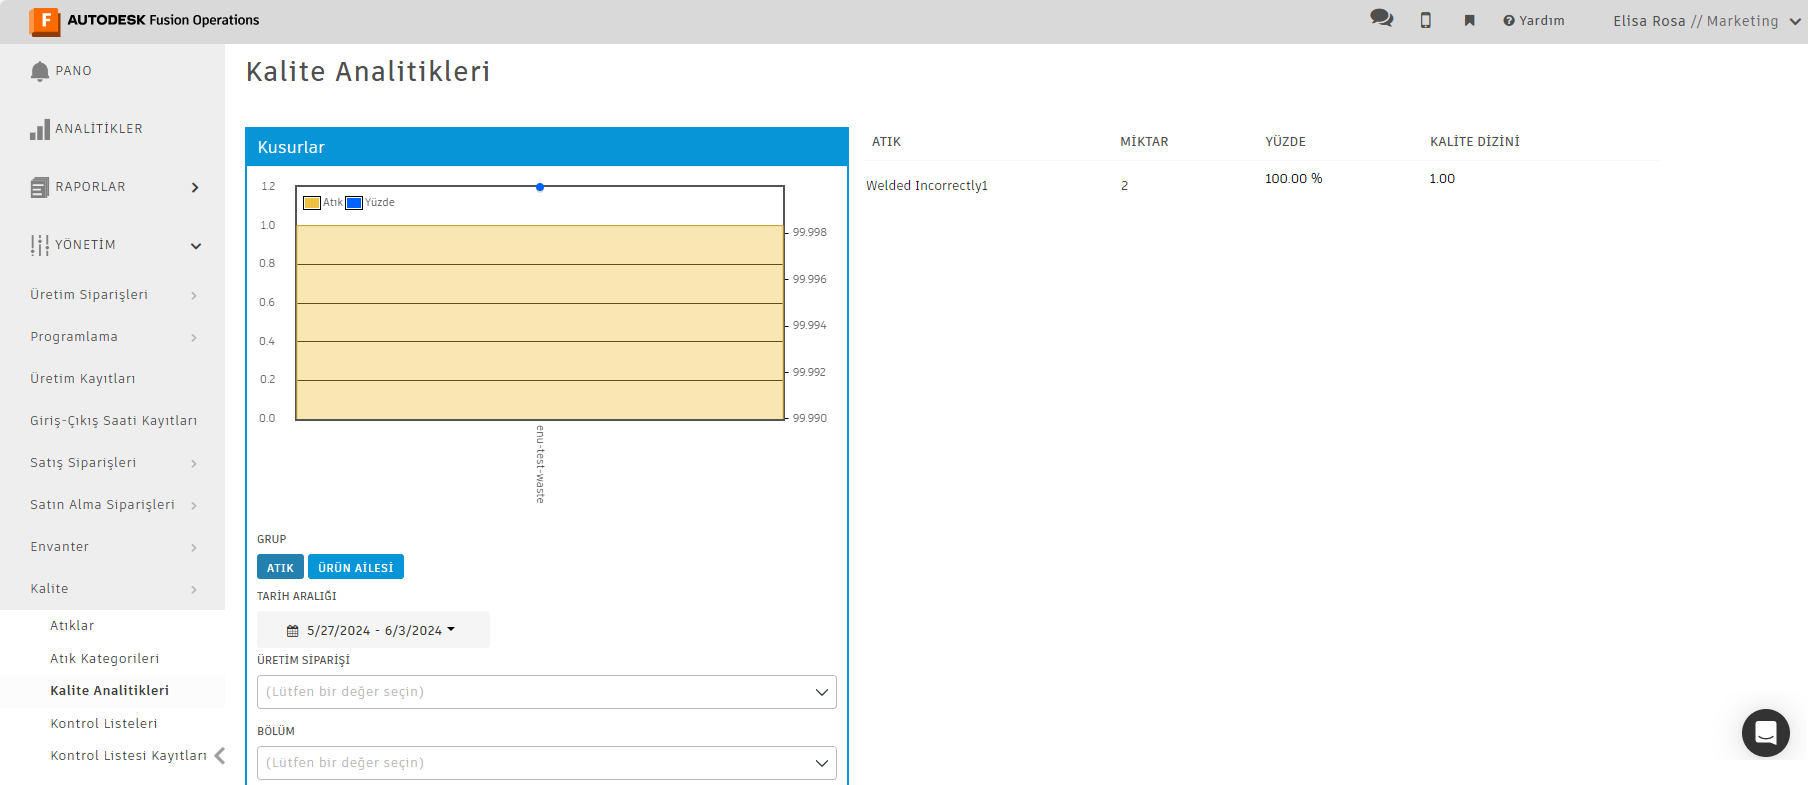 AUTODESK Fusion Operations
Yardım
Elisa Rosa // Marketing
PANO
ANALİTİKLER
RAPORLAR
YÖNETİM
Üretim Siparişleri
Programlama
Üretim Kayıtları
Giriş-Çıkış Saati Kayıtları
Satış Siparişleri
Satın Alma Siparişleri
Envanter
Kalite
Atıklar
Atık Kategorileri
Kalite Analitikleri
Kontrol Listeleri
Kontrol Listesi Kayıtları
Kalite Analitikleri
Kusurlar
1.2
1.0
0.8
0.6
0.4
0.2
0.0
Atık Yüzde
99.998
99.996
99.994
99.992
99.990
enu-test-waste
GRUP
ATIK ÜRÜN AİLESİ
TARİH ARALIĞI
5/27/2024 - 6/3/2024
ÜRETİM SİPARİŞİ
(Lütfen bir değer seçin)
BÖLÜM
(Lütfen bir değer seçin)
ATIK MİKTAR YÜZDE KALİTE DİZİNİ
Welded Incorrectly1 2 100.00 % 1.00